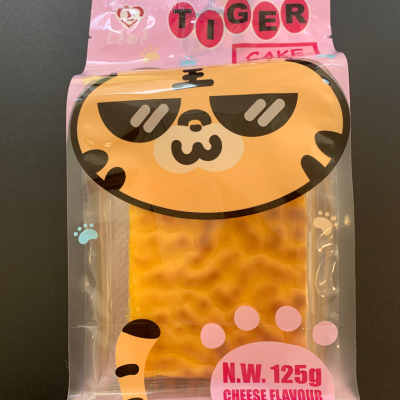 TIGER
CAKE
N.W. 125g
CHEESE FLAVOUR